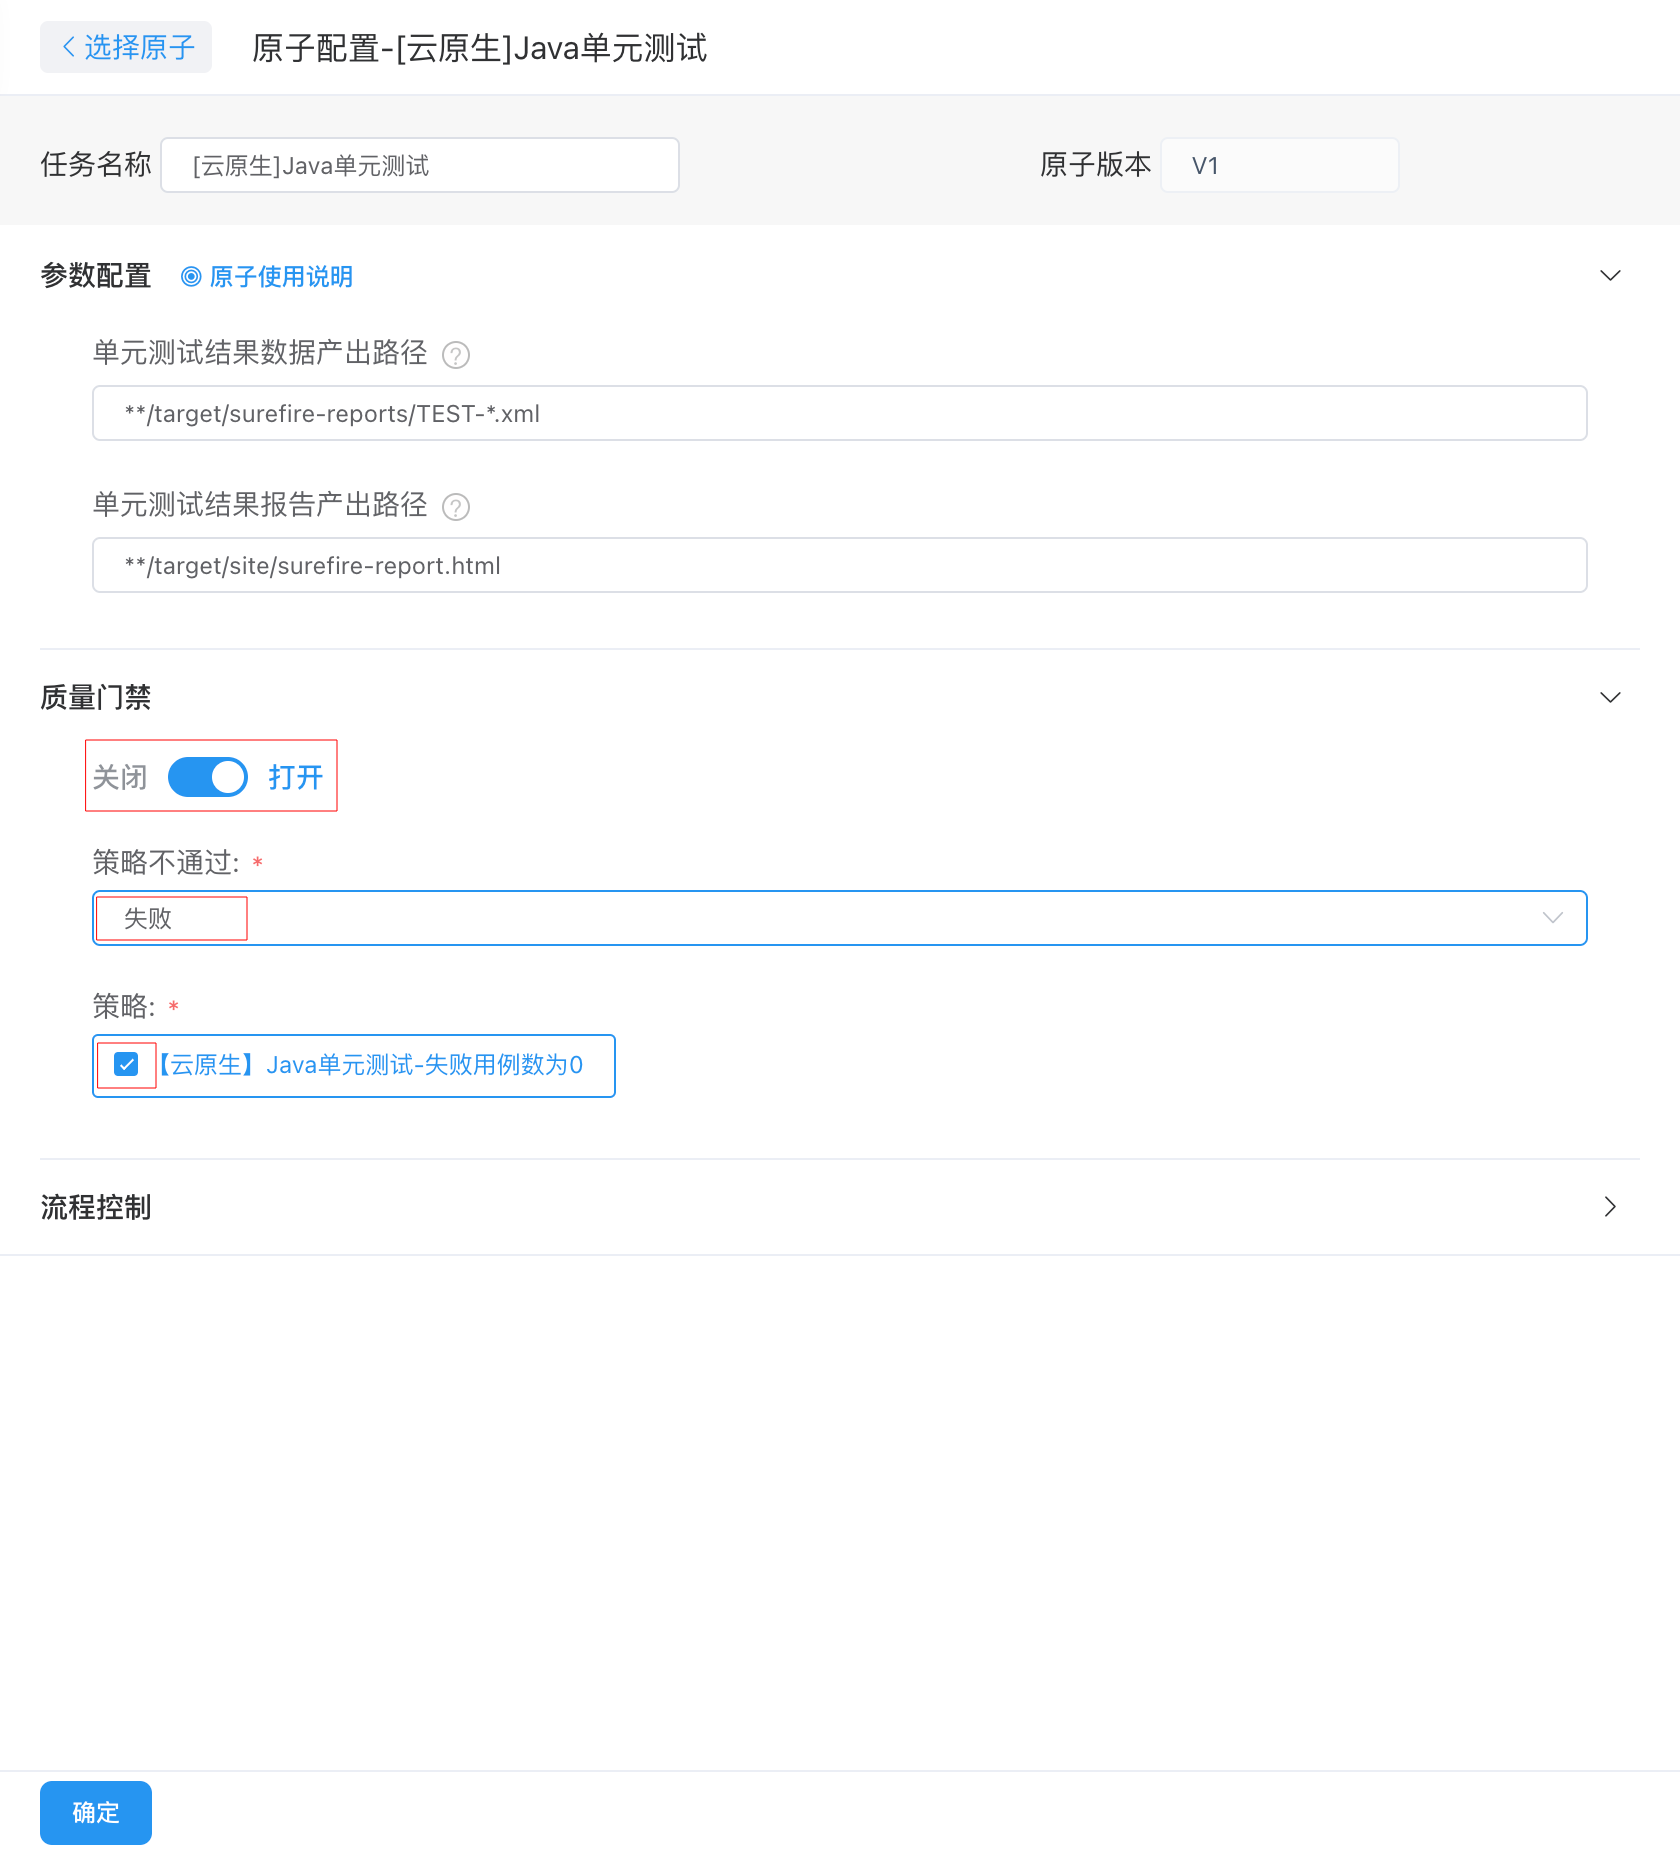 选择原子
原子配置-[云原生]Java单元测试
任务名称 [云原生]Java单元测试 原子版本 V1
参数配置 原子使用说明
单元测试结果数据产出路径 ?
**/target/surefire-reports/TEST-*.xml
单元测试结果报告产出路径 ?
**/target/site/surefire-report.html
质量门禁
关闭 打开
策略不通过: *
失败
策略: *
【云原生】Java单元测试-失败用例数为0
流程控制
确定